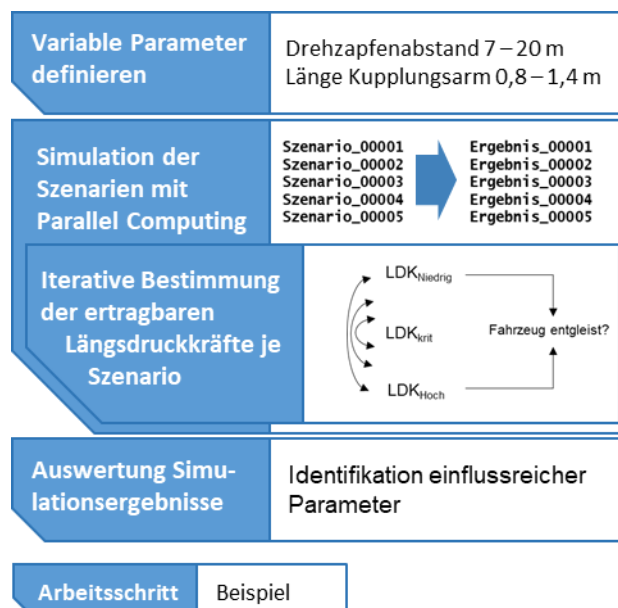 Variable Parameter
definieren
Drehzapfenabstand 7 – 20 m
Länge Kupplungsarm 0,8 – 1,4 m
Simulation der
Szenarien mit
Parallel Computing
Szenario_00001
Szenario_00002
Szenario_00003
Szenario_00004
Szenario_00005
Ergebnis_00001
Ergebnis_00002
Ergebnis_00003
Ergebnis_00004
Ergebnis_00005
Iterative Bestimmung
der ertragbaren
Längsdruckkräfte je
Szenario
LDKNiedrig
LDKkrit
LDKHoch
Fahrzeug entgleist?
Auswertung Simu-
lationsergebnisse
Identifikation einflussreicher
Parameter
Arbeitsschritt
Beispiel